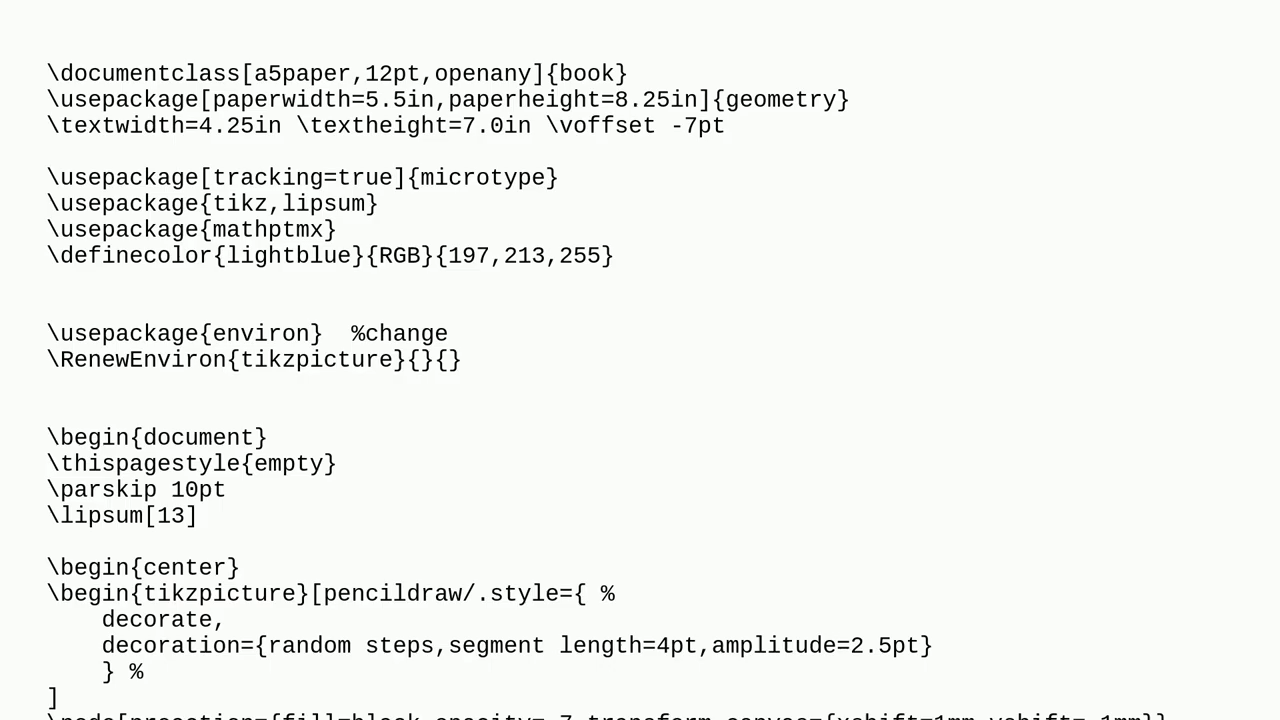 \documentclass[a5paper,12pt,openany]{book}
\usepackage[paperwidth=5.5in,paperheight=8.25in]{geometry}
\textwidth=4.25in \textheight=7.0in \voffset -7pt
\usepackage[tracking=true]{microtype}
\usepackage{tikz,lipsum}
\usepackage{mathptmx}
\definecolor{lightblue}{RGB}{197,213,255}
\usepackage{environ}  %change
\RenewEnviron{tikzpicture}{}{}
\begin{document}
\thispagestyle{empty}
\parskip 10pt
\lipsum[13]
\begin{center}
\begin{tikzpicture}[pencildraw/.style={ %
    decorate,
    decoration={random steps,segment length=4pt,amplitude=2.5pt}
    } %
]